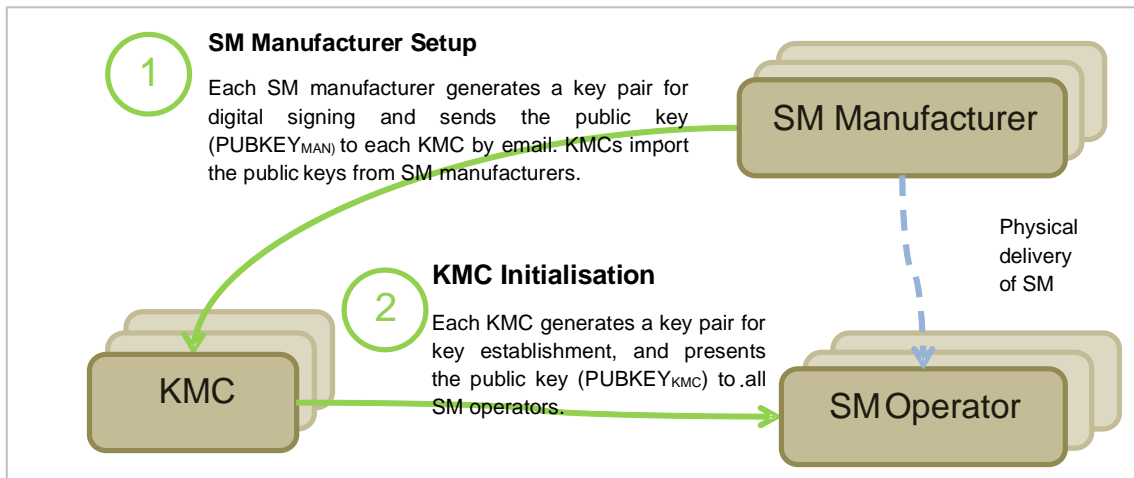 1
SM Manufacturer Setup
Each SM manufacturer generates a key pair for
digital signing and sends the public key
(PUBKEYMAN) to each KMC by email. KMCs import
the public keys from SM manufacturers.
SM Manufacturer
Physical
delivery
of SM
2
KMC Initialisation
Each KMC generates a key pair for
key establishment, and presents
the public key (PUBKEYKMC) to .all
SM operators.
KMC
SM Operator